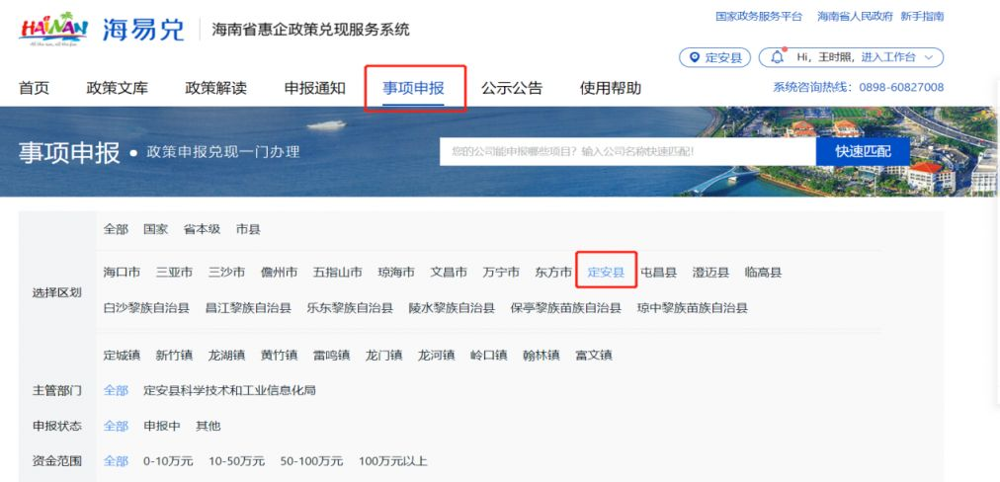 国家政务服务平台 海南省人民政府 新手指南
HAINAN 海易兑 海南省惠企政策兑现服务系统
定安县 Hi，王时照，进入工作台
首页 政策文库 政策解读 申报通知 事项申报 公示公告 使用帮助 系统咨询热线：0898-60827008
事项申报 • 政策申报兑现一门办理 您的公司能申报哪些项目？输入公司名称快速匹配！ 快速匹配
全部 国家 省本级 市县
海口市 三亚市 三沙市 儋州市 五指山市 琼海市 文昌市 万宁市 东方市 定安县 屯昌县 澄迈县 临高县
选择区划
白沙黎族自治县 昌江黎族自治县 乐东黎族自治县 陵水黎族自治县 保亭黎族苗族自治县 琼中黎族苗族自治县
定城镇 新竹镇 龙湖镇 黄竹镇 雷鸣镇 龙门镇 龙河镇 岭口镇 翰林镇 富文镇
主管部门 全部 定安县科学技术和工业信息化局
申报状态 全部 申报中 其他
资金范围 全部 0-10万元 10-50万元 50-100万元 100万元以上